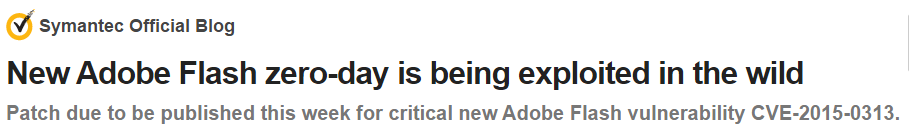 Symantec Official Blog
New Adobe Flash zero-day is being exploited in the wild
Patch due to be published this week for critical new Adobe Flash vulnerability CVE-2015-0313.